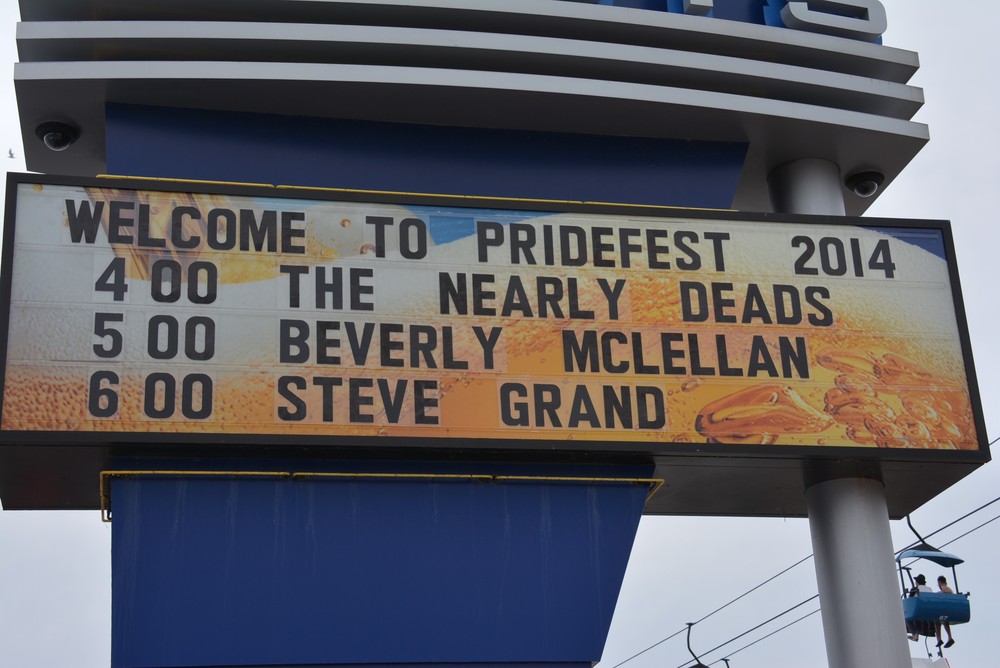 WELCOME TO PRIDEFEST 2014
4 00 THE NEARLY DEADS
5 00 BEVERLY MCLELLAN
6 00 STEVE GRAND